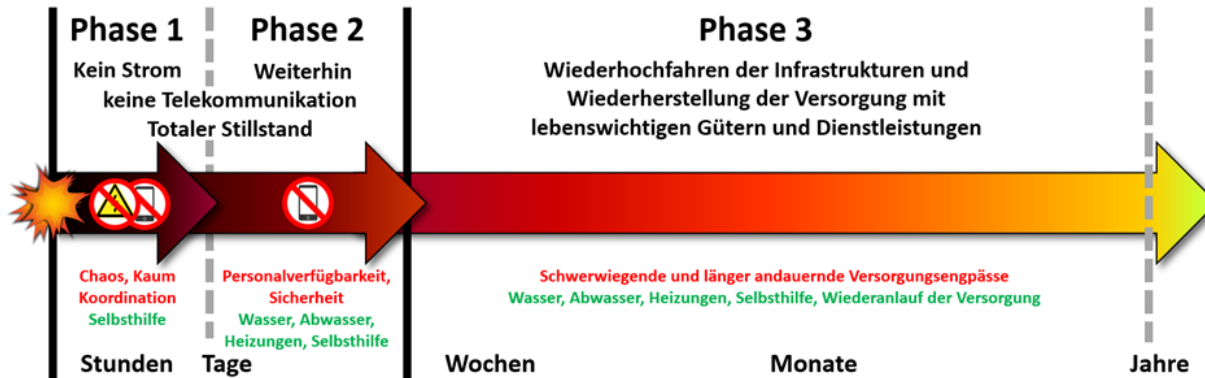 Phase 1
Phase 2
Phase 3
Kein Strom
Weiterhin
keine Telekommunikation
Totaler Stillstand
Wiederhochfahren der Infrastrukturen und
Wiederherstellung der Versorgung mit
lebenswichtigen Gütern und Dienstleistungen
Chaos, Kaum
Koordination
Selbsthilfe
Personalverfügbarkeit,
Sicherheit
Wasser, Abwasser,
Heizungen, Selbsthilfe
Schwerwiegende und länger andauernde Versorgungsengpässe
Wasser, Abwasser, Heizungen, Selbsthilfe, Wiederanlauf der Versorgung
Stunden
Tage
Wochen
Monate
Jahre